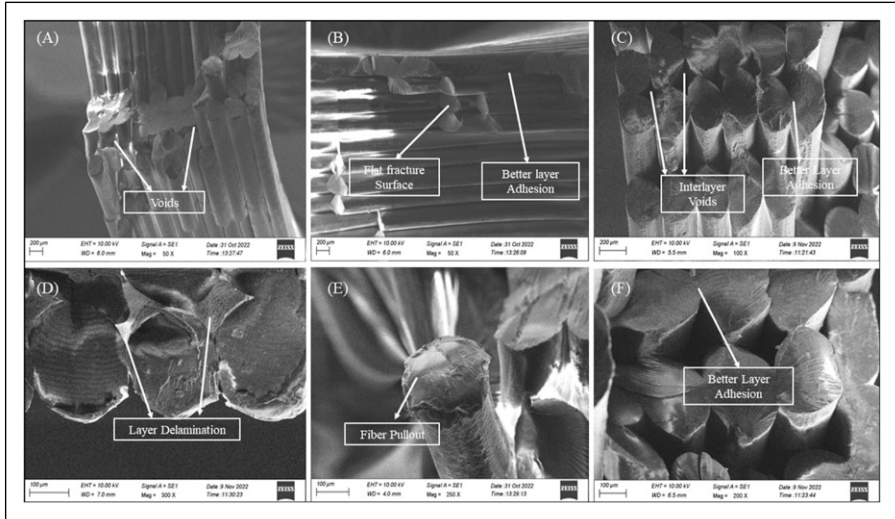 (A)
Voids
200 µm
EHT = 10.00 kV
Signal A = SE1
Date :31 Oct 2022
WD = 6.0 mm
Mag = 50 X
Time :13:27:47
ZEISS
(B)
Flat fracture
Surface
Better layer
Adhesion
200 µm
EHT = 10.00 kV
Signal A = SE1
Date :31 Oct 2022
WD = 6.0 mm
Mag = 50 X
Time :13:26:09
ZEISS
(C)
Interlayer
Voids
Better Layer
Adhesion
200 µm
EHT = 10.00 kV
Signal A = SE1
Date :9 Nov 2022
WD = 5.5 mm
Mag = 100 X
Time :11:21:43
ZEISS
(D)
Layer Delamination
100 µm
EHT = 10.00 kV
Signal A = SE1
Date :9 Nov 2022
WD = 7.0 mm
Mag = 300 X
Time :11:30:23
ZEISS
(E)
Fiber Pullout
100 µm
EHT = 10.00 kV
Signal A = SE1
Date :31 Oct 2022
WD = 4.0 mm
Mag = 250 X
Time :13:29:13
ZEISS
(F)
Better Layer
Adhesion
100 µm
EHT = 10.00 kV
Signal A = SE1
Date :9 Nov 2022
WD = 6.5 mm
Mag = 200 X
Time :11:23:44
ZEISS